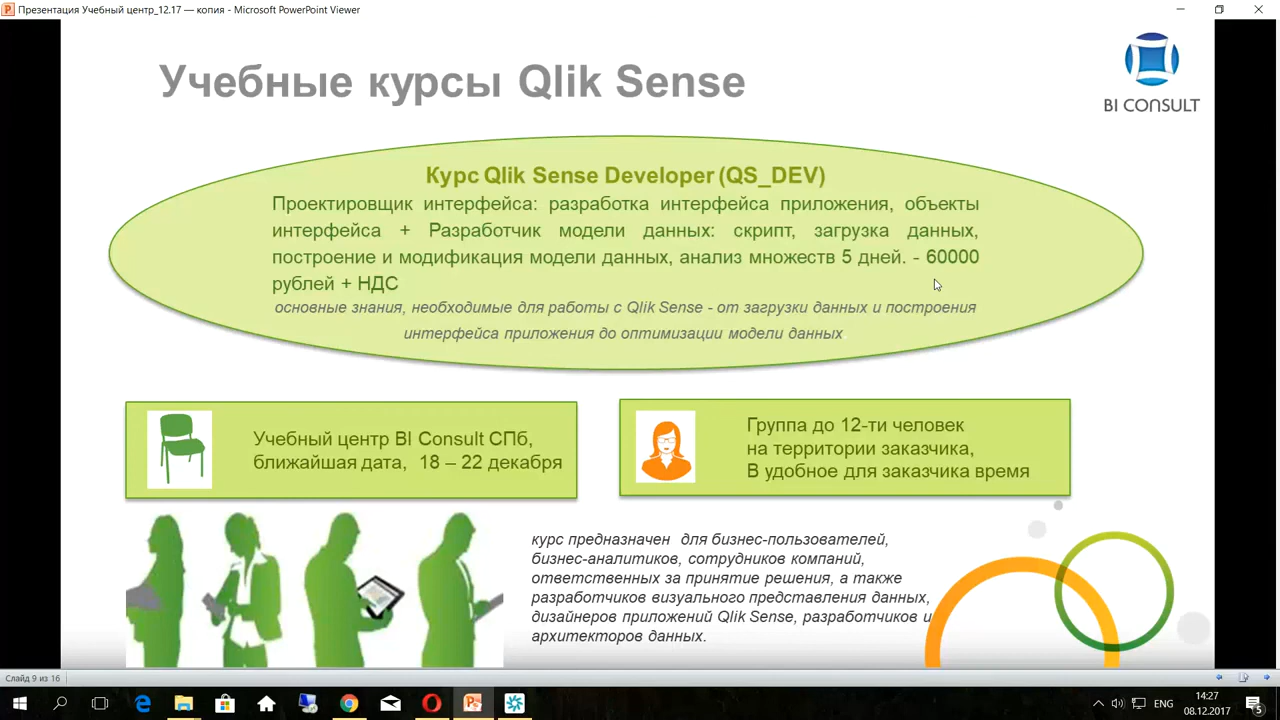 Презентация Учебный центр_12.17 — копия - Microsoft PowerPoint Viewer
Учебные курсы Qlik Sense
BI CONSULT
Курс Qlik Sense Developer (QS_DEV)
Проектировщик интерфейса: разработка интерфейса приложения, объекты
интерфейса + Разработчик модели данных: скрипт, загрузка данных,
построение и модификация модели данных, анализ множеств 5 дней. - 60000
рублей + НДС
основные знания, необходимые для работы с Qlik Sense - от загрузки данных и построения
интерфейса приложения до оптимизации модели данных.
Учебный центр BI Consult СПб,
ближайшая дата, 18 – 22 декабря
Группа до 12-ти человек
на территории заказчика,
В удобное для заказчика время
курс предназначен для бизнес-пользователей,
бизнес-аналитиков, сотрудников компаний,
ответственных за принятие решения, а также
разработчиков визуального представления данных,
дизайнеров приложений Qlik Sense, разработчиков и
архитекторов данных.
Слайд 9 из 16
ENG
14:27
08.12.2017
5